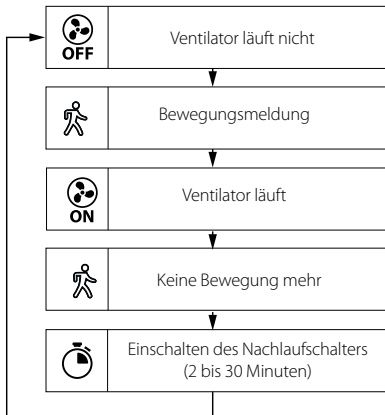 OFF
Ventilator läuft nicht
Bewegungsmeldung
ON
Ventilator läuft
Keine Bewegung mehr
Einschalten des Nachlaufschalters
(2 bis 30 Minuten)